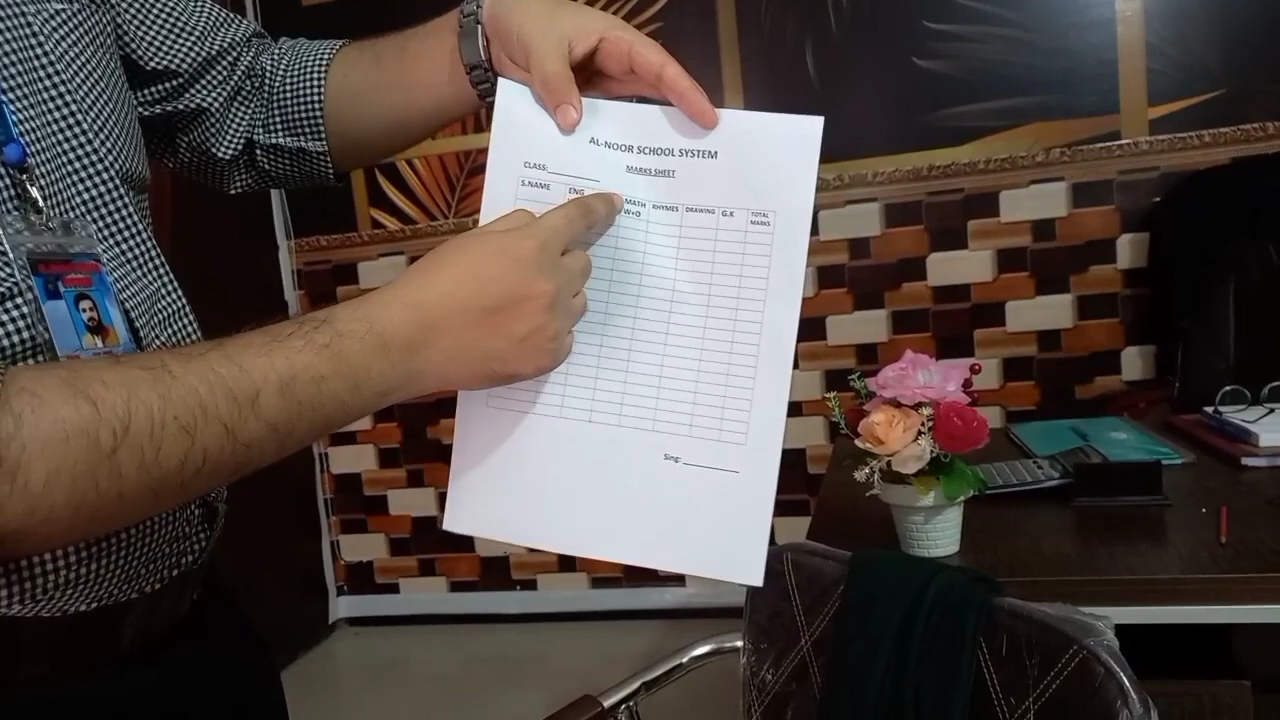 AL-NOOR SCHOOL SYSTEM
CLASS:
MARKS SHEET
S.NAME ENG MATH W+O RHYMES DRAWING G.K TOTAL MARKS
Sing: